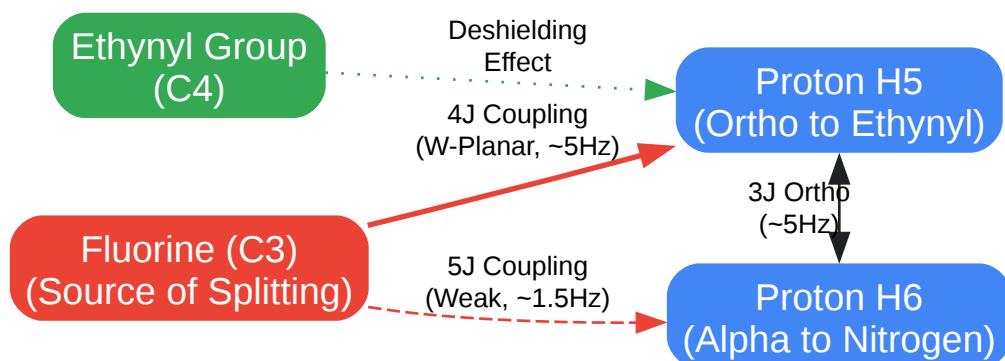 Ethynyl Group
(C4)
Deshielding
Effect
Proton H5
(Ortho to Ethynyl)
4J Coupling
(W-Planar, ~5Hz)
3J Ortho
(~5Hz)
Fluorine (C3)
(Source of Splitting)
5J Coupling
(Weak, ~1.5Hz)
Proton H6
(Alpha to Nitrogen)